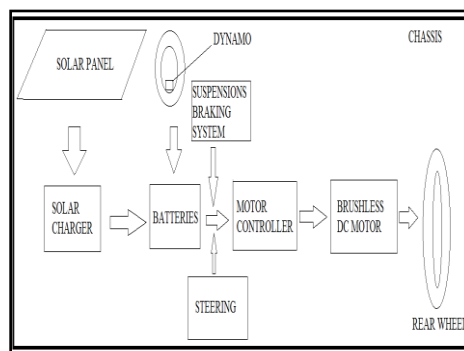 DYNAMO
CHASSIS
SOLAR PANEL
SUSPENSIONS
BRAKING
SYSTEM
SOLAR
CHARGER
BATTERIES
MOTOR
CONTROLLER
BRUSHLESS
DC MOTOR
STEERING
REAR WHEEL